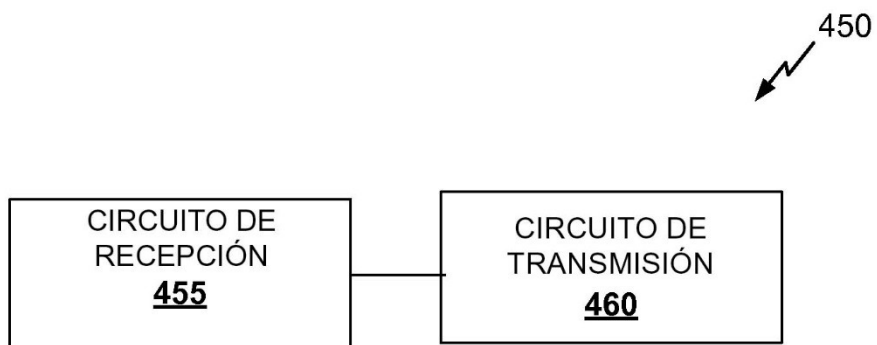 450
CIRCUITO DE
RECEPCIÓN
455
CIRCUITO DE
TRANSMISIÓN
460